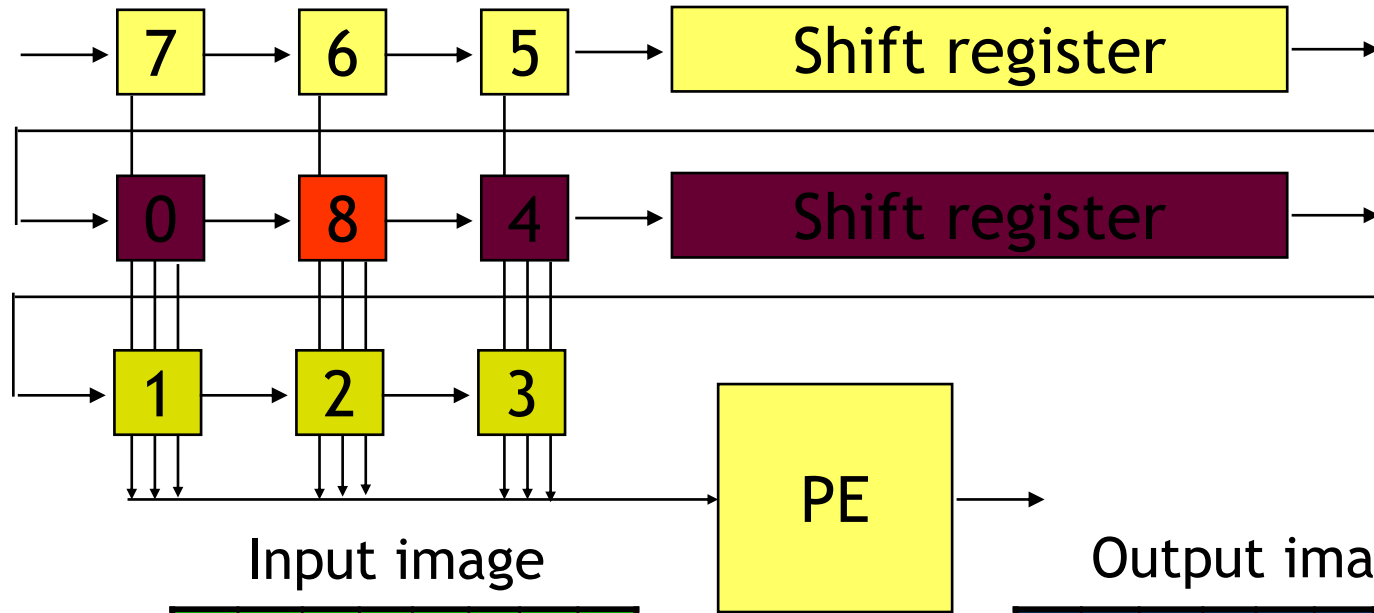 7 6 5 Shift register
0 8 4 Shift register
1 2 3
PE
Input image
Output ima